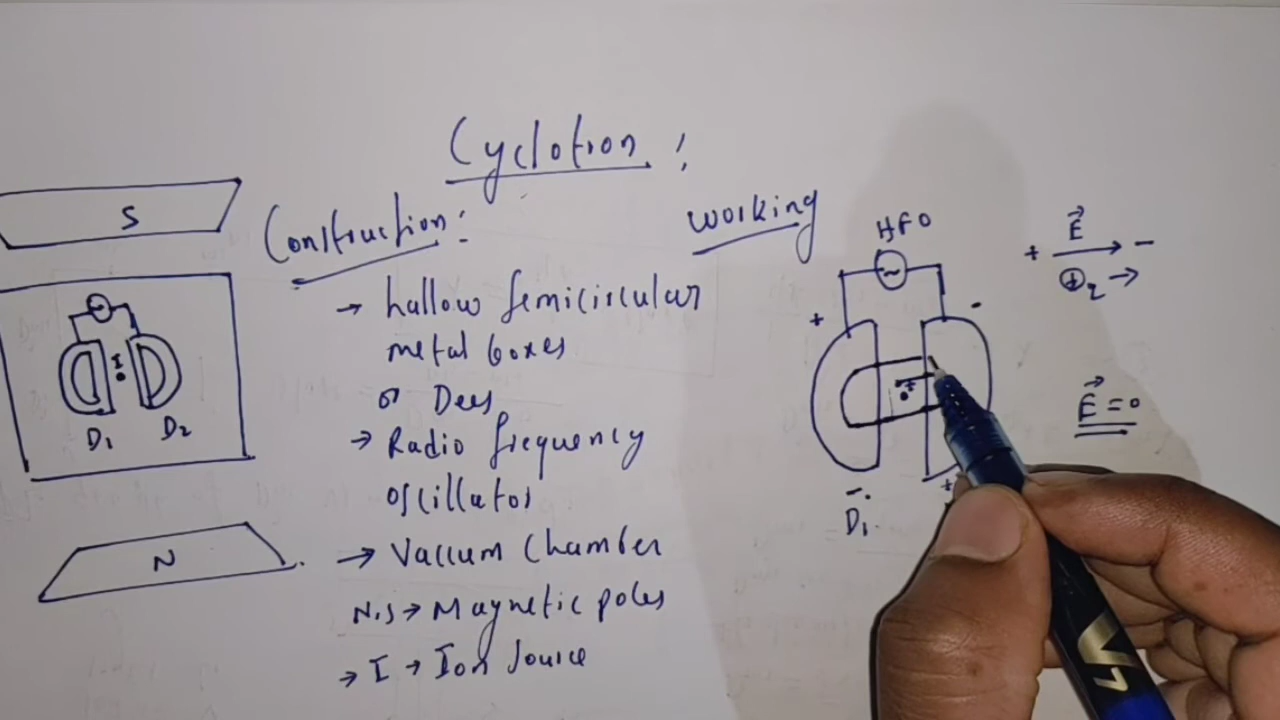 Cyclotron :
S
D1 D2
N
Construction :
→ hallow semicircular
metal boxes
or Dees
→ Radio frequency
oscillator
→ Vaccum Chamber
N,S → Magnetic poles
→ I → Ion Source
I
working
HFO
~
+ -
- +
D1
+ E → -
+ q →
E = 0
V7